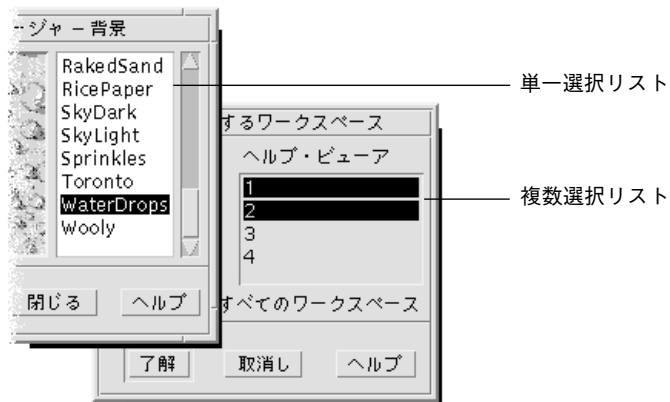 ージャー – 背景
RakedSand
RicePaper
SkyDark
SkyLight
Sprinkles
Toronto
WaterDrops
Wooly
閉じる
ヘルプ
単一選択リスト
するワークスペース
ヘルプ・ビューア
1
2
3
4
複数選択リスト
すべてのワークスペース
了解
取消し
ヘルプ